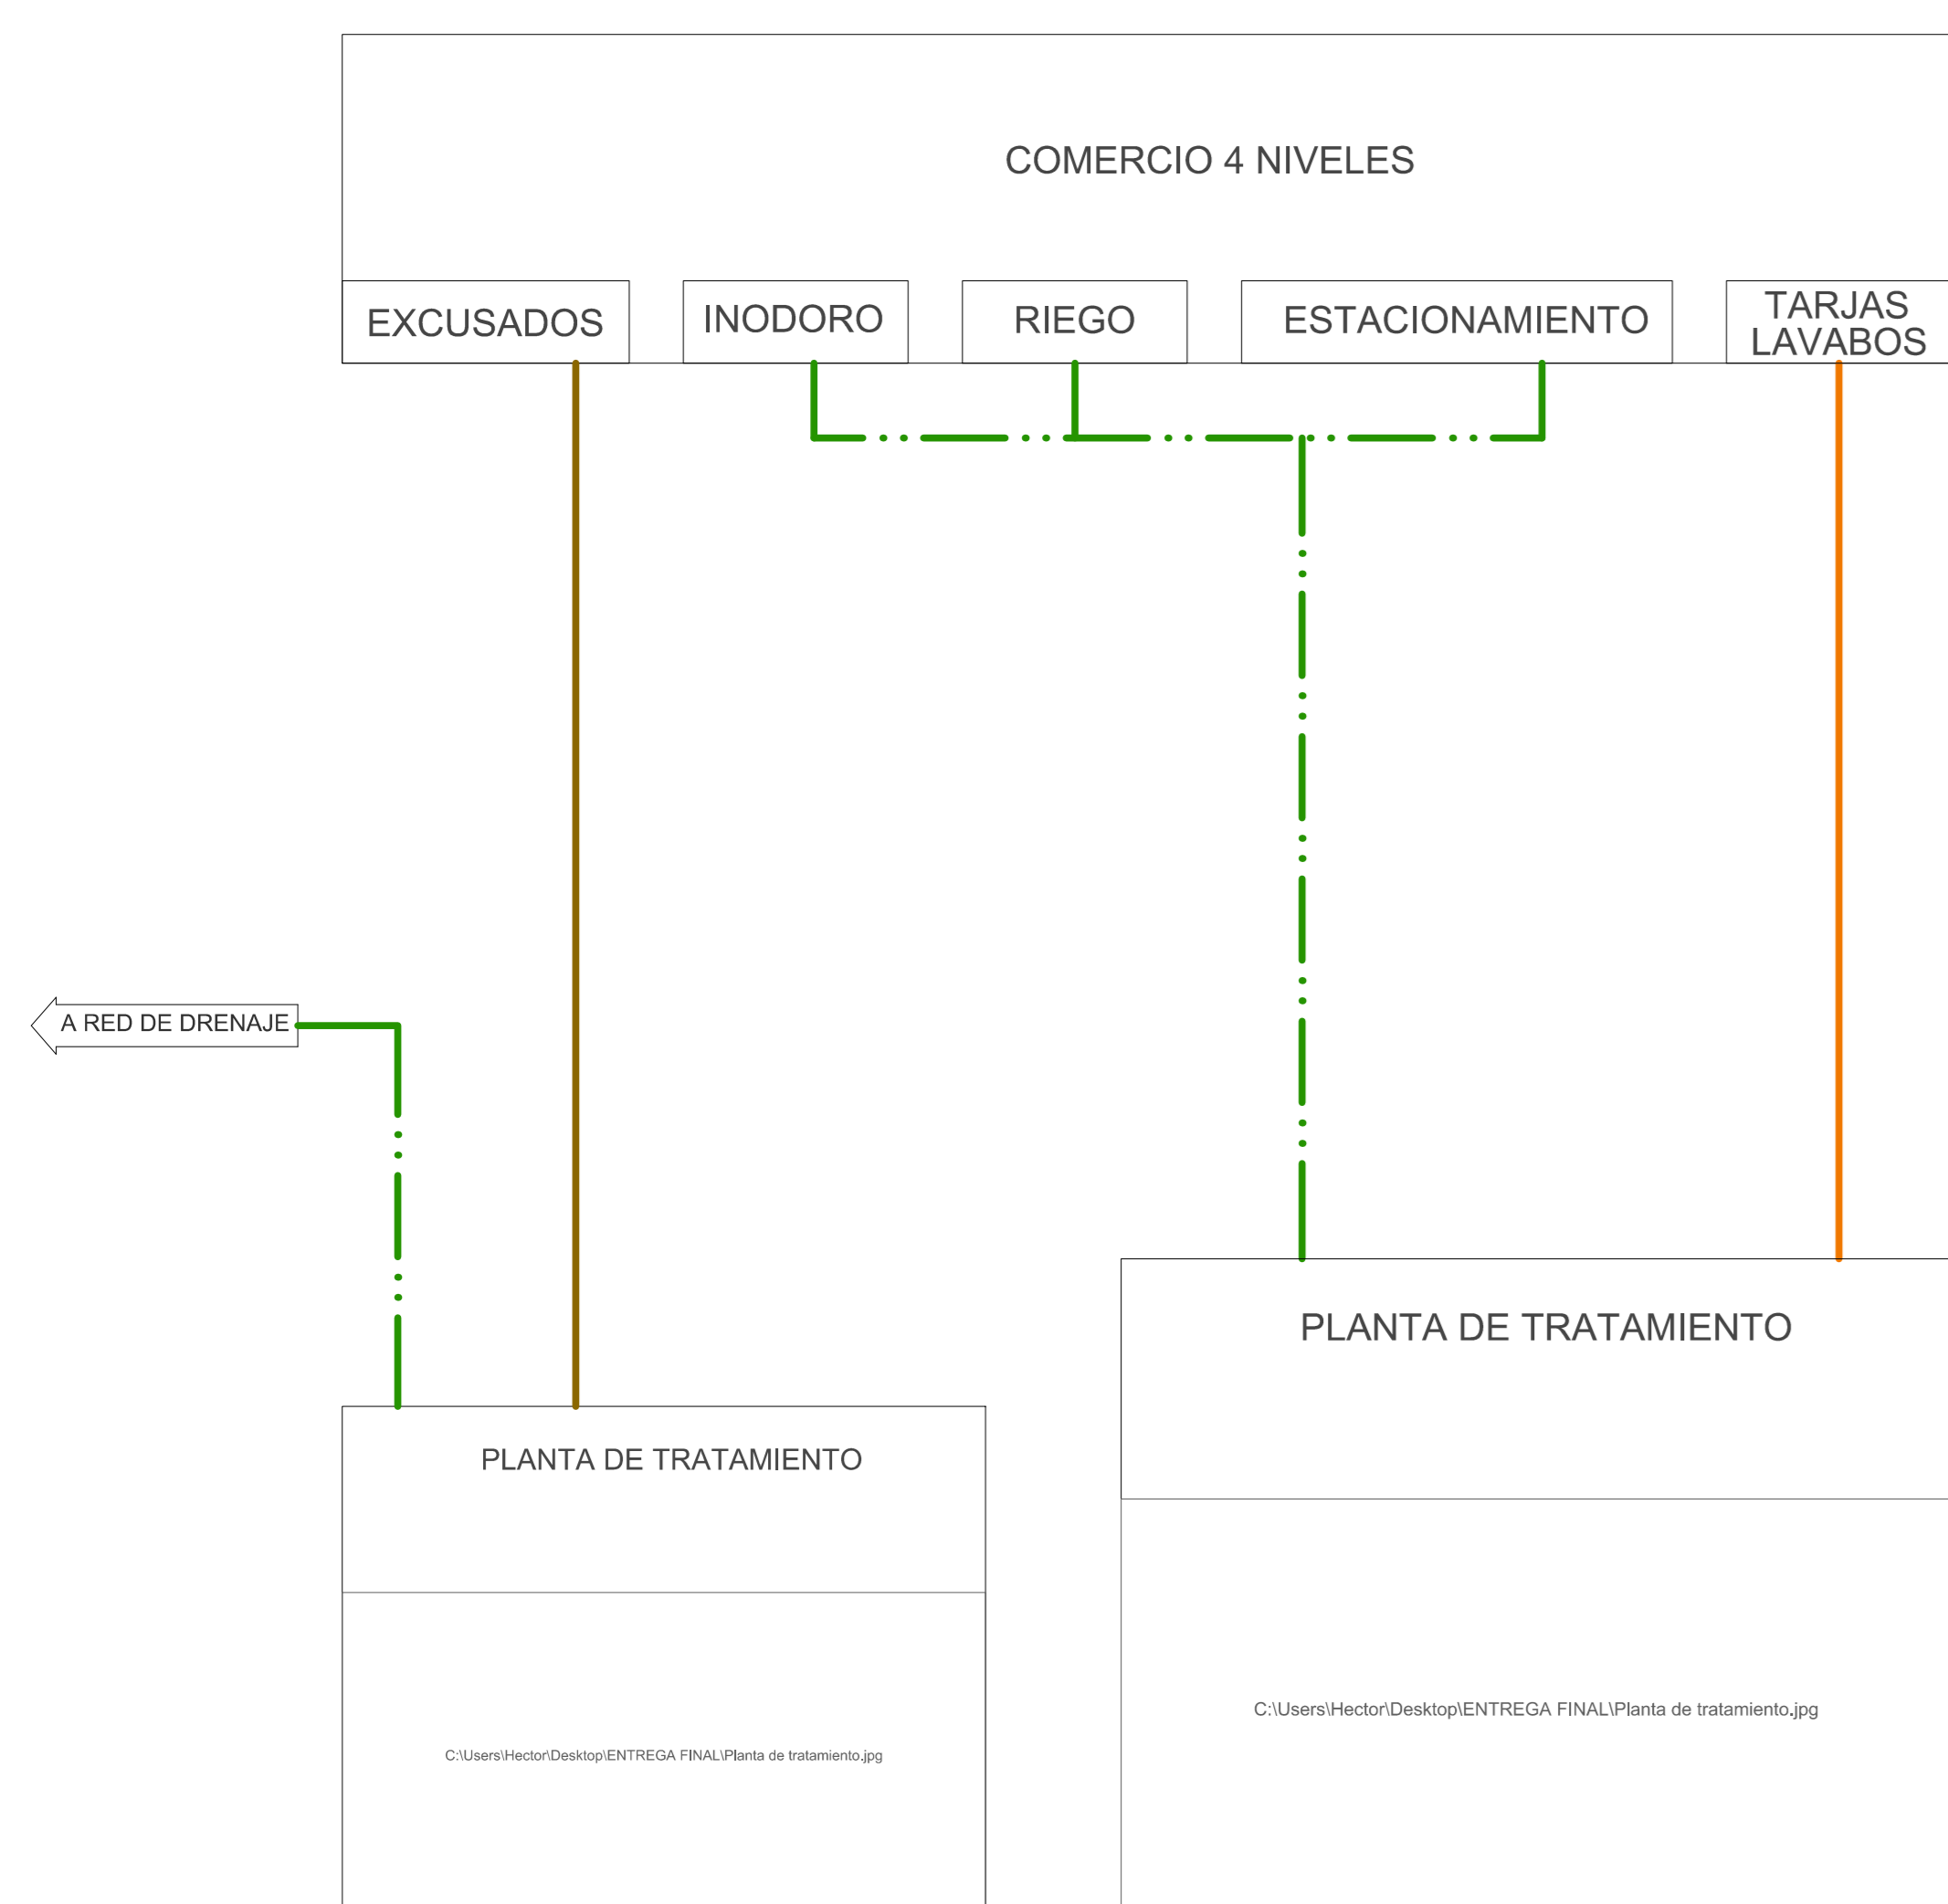 COMERCIO 4 NIVELES
EXCUSADOS
INODORO
RIEGO
ESTACIONAMIENTO
TARJAS
LAVABOS
A RED DE DRENAJE
PLANTA DE TRATAMIENTO
PLANTA DE TRATAMIENTO
C:\Users\Hector\Desktop\ENTREGA FINAL\Planta de tratamiento.jpg
C:\Users\Hector\Desktop\ENTREGA FINAL\Planta de tratamiento.jpg